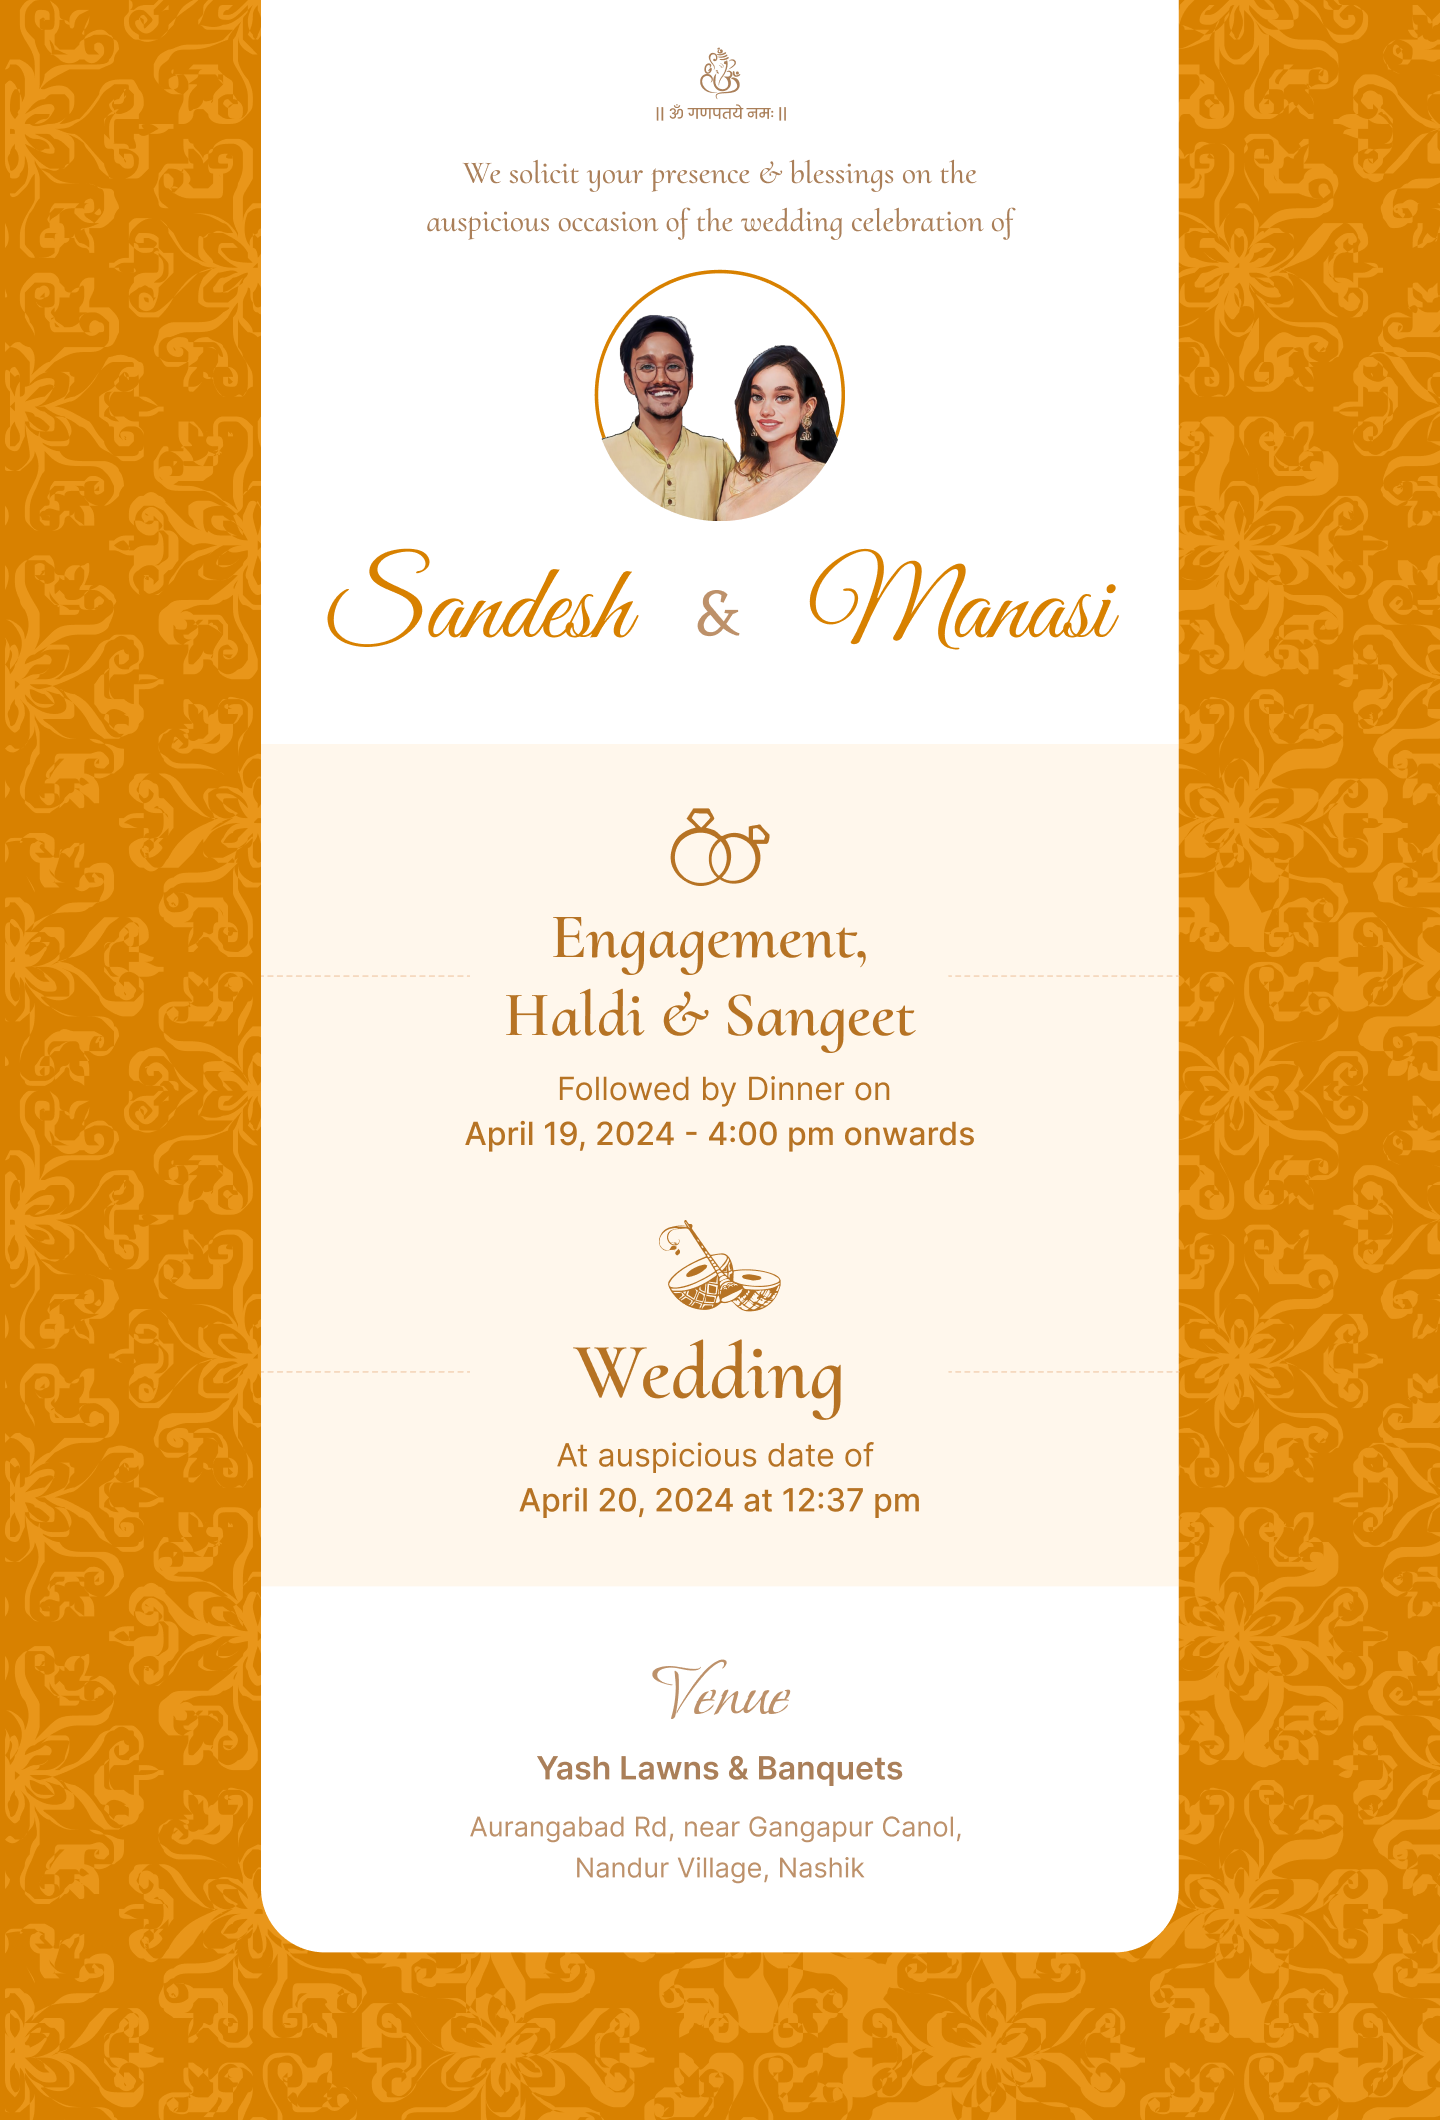 || ॐ गणपतये नमः ||
We solicit your presence & blessings on the
auspicious occasion of the wedding celebration of
Sandesh & Manasi
Engagement,
Haldi & Sangeet
Followed by Dinner on
April 19, 2024 - 4:00 pm onwards
Wedding
At auspicious date of
April 20, 2024 at 12:37 pm
Venue
Yash Lawns & Banquets
Aurangabad Rd, near Gangapur Canol,
Nandur Village, Nashik